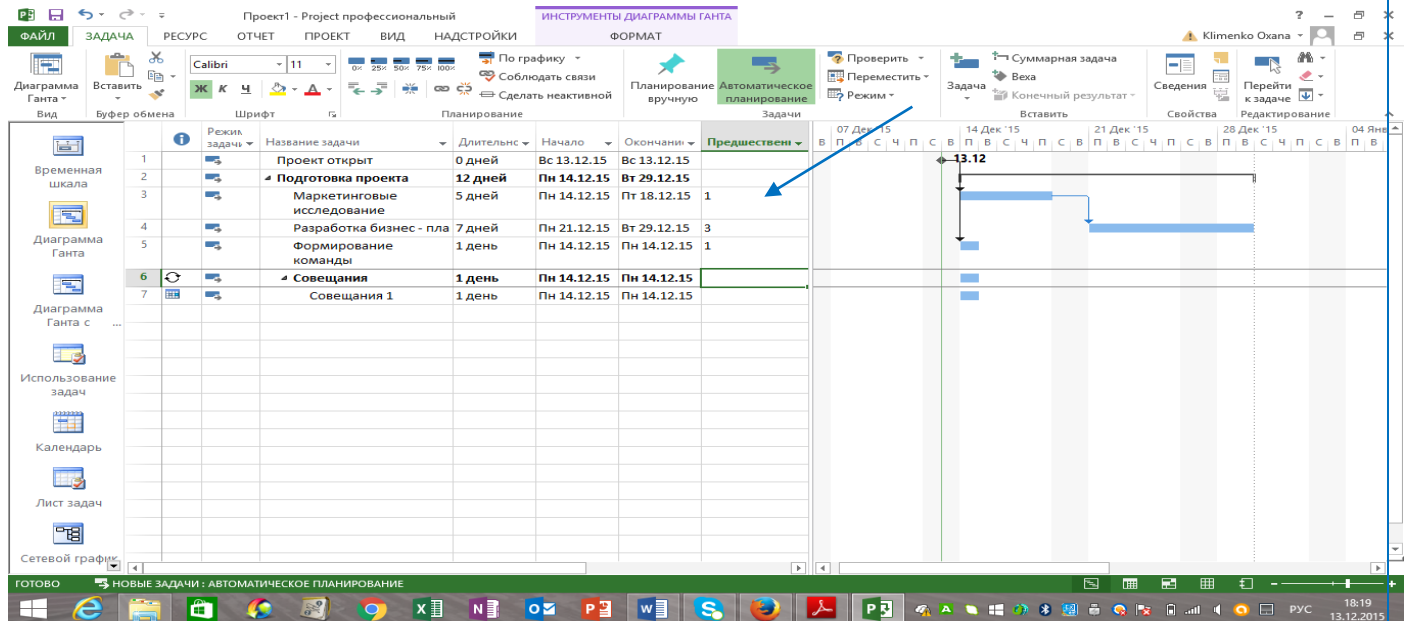 Проект1 - Project профессиональный
ИНСТРУМЕНТЫ ДИАГРАММЫ ГАНТА
ФАЙЛ ЗАДАЧА РЕСУРС ОТЧЕТ ПРОЕКТ ВИД НАДСТРОЙКИ ФОРМАТ Klimenko Oxana
Диаграмма Ганта
Вид
Вставить
Буфер обмена
Calibri 11
Ж К Ч А
Шрифт
0% 25% 50% 75% 100%
По графику
Соблюдать связи
Сделать неактивной
Планирование
Планирование вручную
Автоматическое планирование
Проверить
Переместить
Режим
Задачи
Задача
Суммарная задача
Веха
Конечный результат
Вставить
Сведения
Свойства
Перейти к задаче
Редактирование
Временная шкала
Диаграмма Ганта
Диаграмма Ганта с ...
Использование задач
Календарь
Лист задач
Сетевой график
Режим задачи Название задачи Длительнс Начало Окончани Предшествені
1 Проект открыт 0 дней Вс 13.12.15 Вс 13.12.15
2 Подготовка проекта 12 дней Пн 14.12.15 Вт 29.12.15
3 Маркетинговые исследование 5 дней Пн 14.12.15 Пт 18.12.15 1
4 Разработка бизнес - пла 7 дней Пн 21.12.15 Вт 29.12.15 3
5 Формирование команды 1 день Пн 14.12.15 Пн 14.12.15 1
6 Совещания 1 день Пн 14.12.15 Пн 14.12.15
7 Совещания 1 1 день Пн 14.12.15 Пн 14.12.15
07 Дек '15 14 Дек '15 21 Дек '15 28 Дек '15 04 Янв
В П В С Ч П С В П В С Ч П С В П В С Ч П С В П В С Ч П С В П В
13.12
ГОТОВО НОВЫЕ ЗАДАЧИ : АВТОМАТИЧЕСКОЕ ПЛАНИРОВАНИЕ
РУС 18:19
13.12.2015